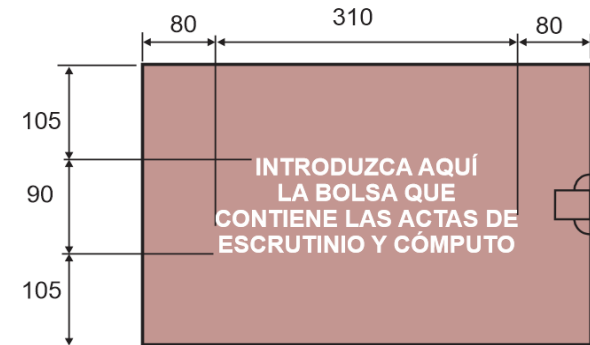 80 310 80
105
90
105
INTRODUZCA AQUÍ
LA BOLSA QUE
CONTIENE LAS ACTAS DE
ESCRUTINIO Y CÓMPUTO